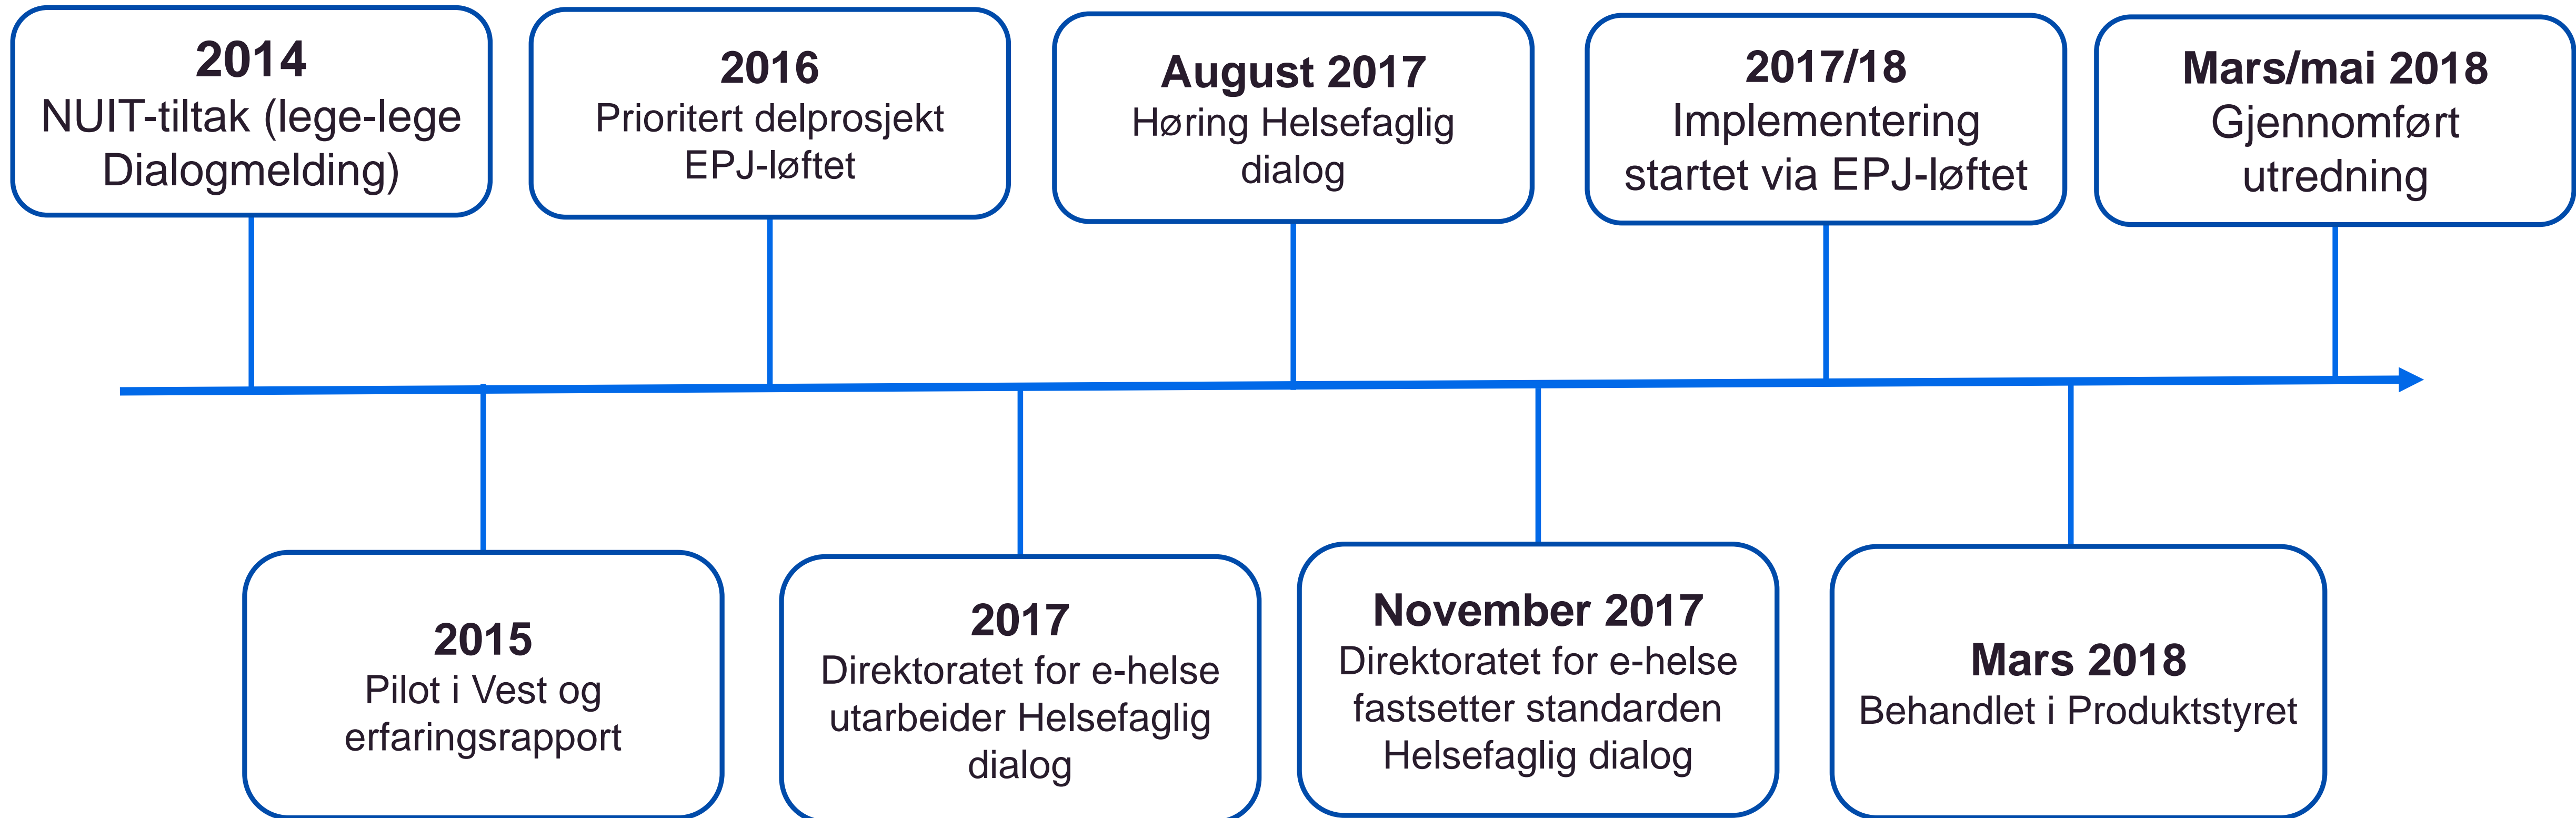 2014
NUIT-tiltak (lege-lege
Dialogmelding)
2016
Prioritert delprosjekt
EPJ-løftet
August 2017
Høring Helsefaglig
dialog
2017/18
Implementering
startet via EPJ-løftet
Mars/mai 2018
Gjennomført
utredning
2015
Pilot i Vest og
erfaringsrapport
2017
Direktoratet for e-helse
utarbeider Helsefaglig
dialog
November 2017
Direktoratet for e-helse
fastsetter standarden
Helsefaglig dialog
Mars 2018
Behandlet i Produktstyret